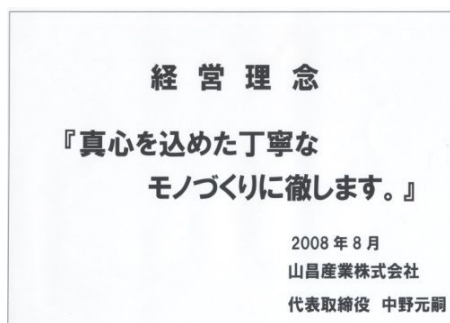 経 営 理 念
『真心を込めた丁寧な
モノづくりに徹します。』
2008 年 8 月
山昌産業株式会社
代表取締役 中野元嗣